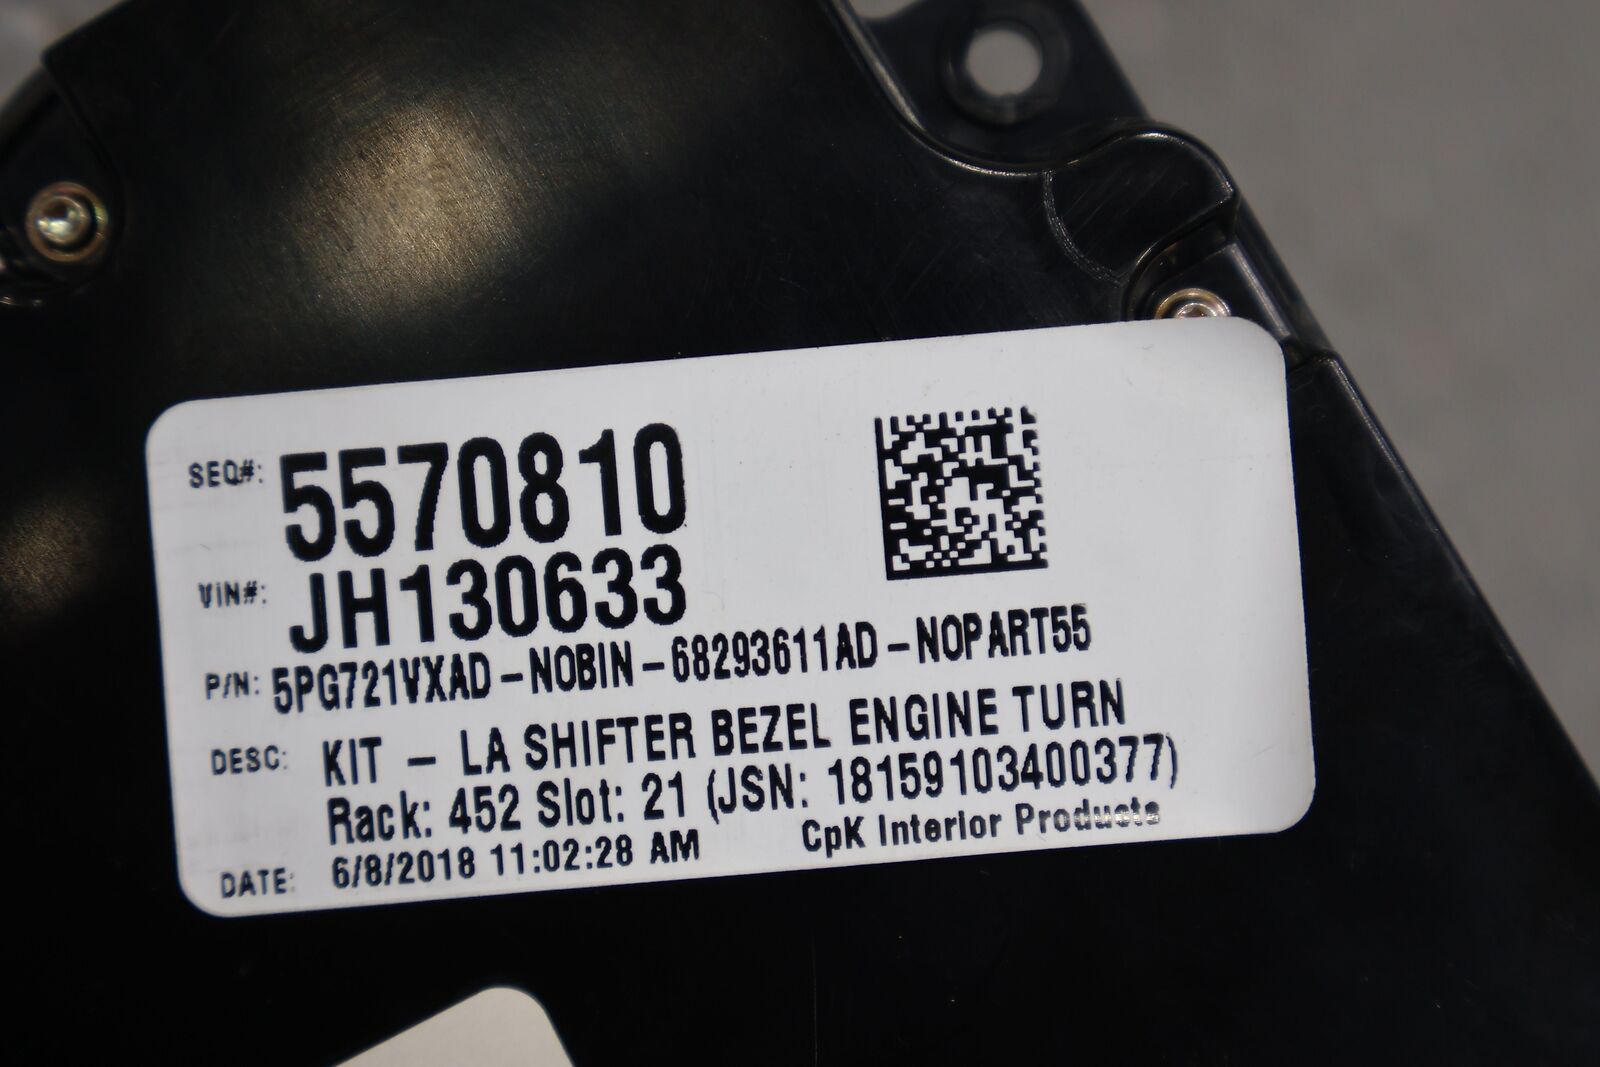 SEQ#: 5570810
VIN#: JH130633
P/N: 5PG721VXAD-NOBIN-68293611AD-NOPART55
DESC: KIT - LA SHIFTER BEZEL ENGINE TURN
Rack: 452 Slot: 21 (JSN: 18159103400377)
DATE: 6/8/2018 11:02:28 AM CpK Interior Products